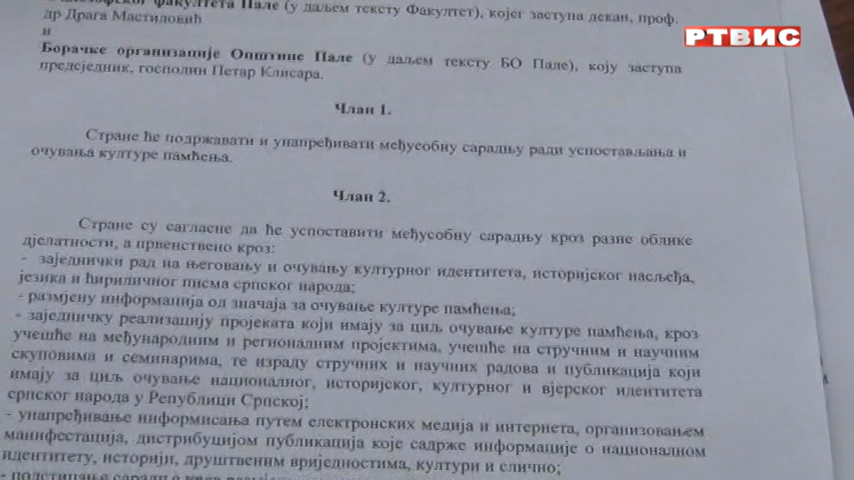 факултета Пале (у даљем тексту Факултет), којег заступа декан, проф.
др Драга Мастиловић
и
Борачке организације Општине Пале (у даљем тексту БО Пале), коју заступа
предсједник, господин Петар Клисара.
РТВИС
Члан 1.
Стране ће подржавати и унапређивати међусобну сарадњу ради успостављања и
очувања културе памћења.
Члан 2.
Стране су сагласне да ће успоставити међусобну сарадњу кроз разне облике
дјелатности, а првенствено кроз:
- заједнички рад на његовању и очувању културног идентитета, историјског насљеђа,
језика и ћириличног писма српског народа;
- размјену информација од значаја за очување културе памћења;
- заједничку реализацију пројеката који имају за циљ очување културе памћења, кроз
учешће на међународним и регионалним пројектима, учешће на стручним и научним
скуповима и семинарима, те израду стручних и научних радова и публикација који
имају за циљ очување националног, историјског, културног и вјерског идентитета
српског народа у Републици Српској;
- унапређивање информисања путем електронских медија и интернета, организовањем
манифестација, дистрибуцијом публикација које садрже информације о националном
идентитету, историји, друштвеним вриједностима, култури и слично;